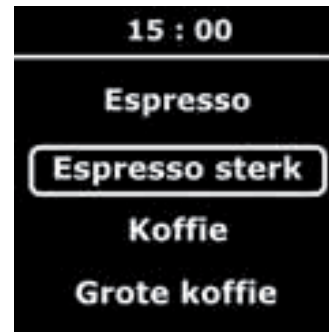 15 : 00
Espresso
Espresso sterk
Koffie
Grote koffie